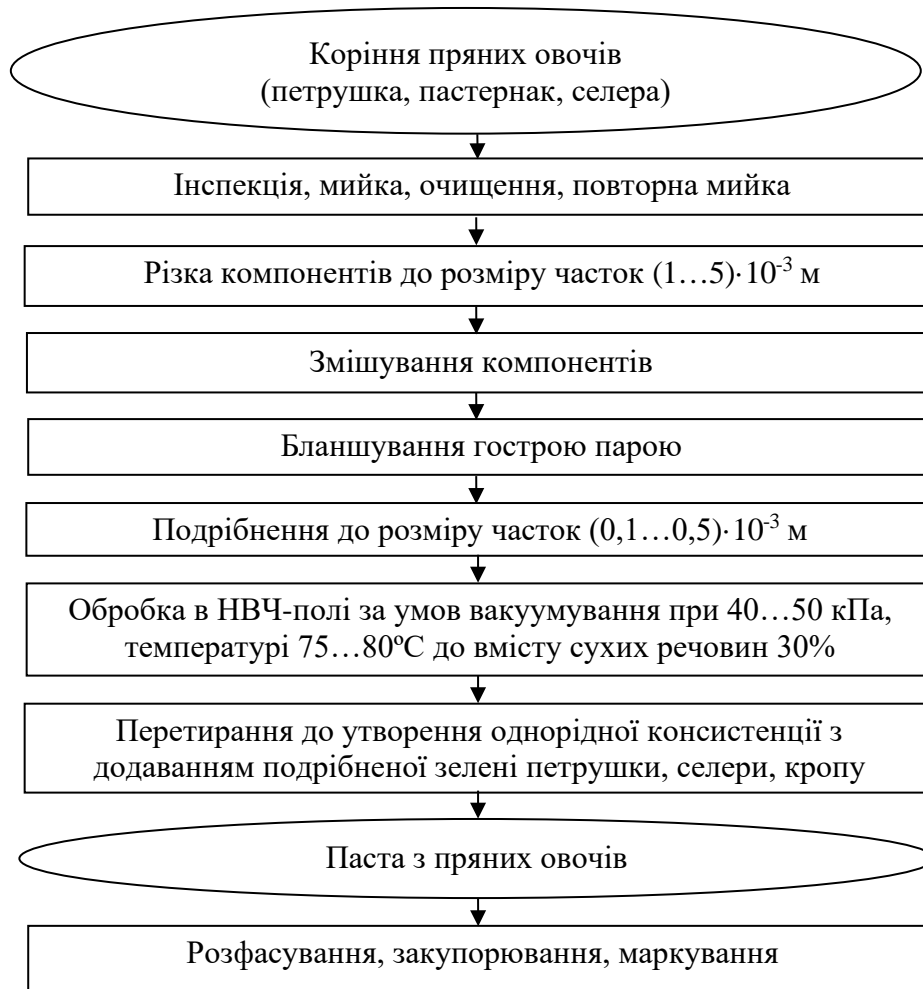 Коріння пряних овочів
(петрушка, пастернак, селера)
Інспекція, мийка, очищення, повторна мийка
Різка компонентів до розміру часток (1…5)·10⁻³ м
Змішування компонентів
Бланшування гострою парою
Подрібнення до розміру часток (0,1…0,5)·10⁻³ м
Обробка в НВЧ-полі за умов вакуумування при 40…50 кПа,
температурі 75…80ºС до вмісту сухих речовин 30%
Перетирання до утворення однорідної консистенції з
додаванням подрібненої зелені петрушки, селери, кропу
Паста з пряних овочів
Розфасування, закупорювання, маркування